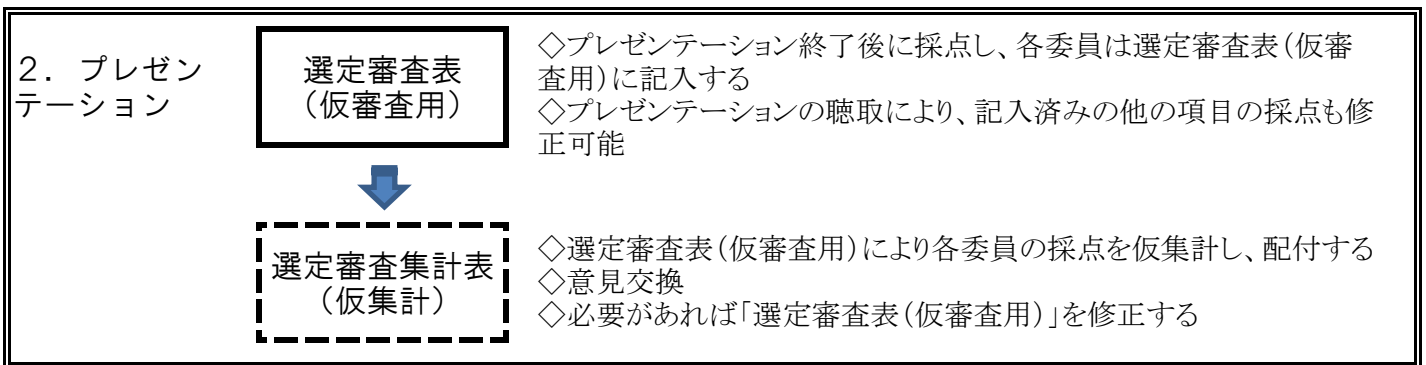 ２．プレゼン
テーション
選定審査表
（仮審査用）
◇プレゼンテーション終了後に採点し、各委員は選定審査表（仮審
査用）に記入する
◇プレゼンテーションの聴取により、記入済みの他の項目の採点も修
正可能
選定審査集計表
（仮集計）
◇選定審査表（仮審査用）により各委員の採点を仮集計し、配付する
◇意見交換
◇必要があれば「選定審査表（仮審査用）」を修正する